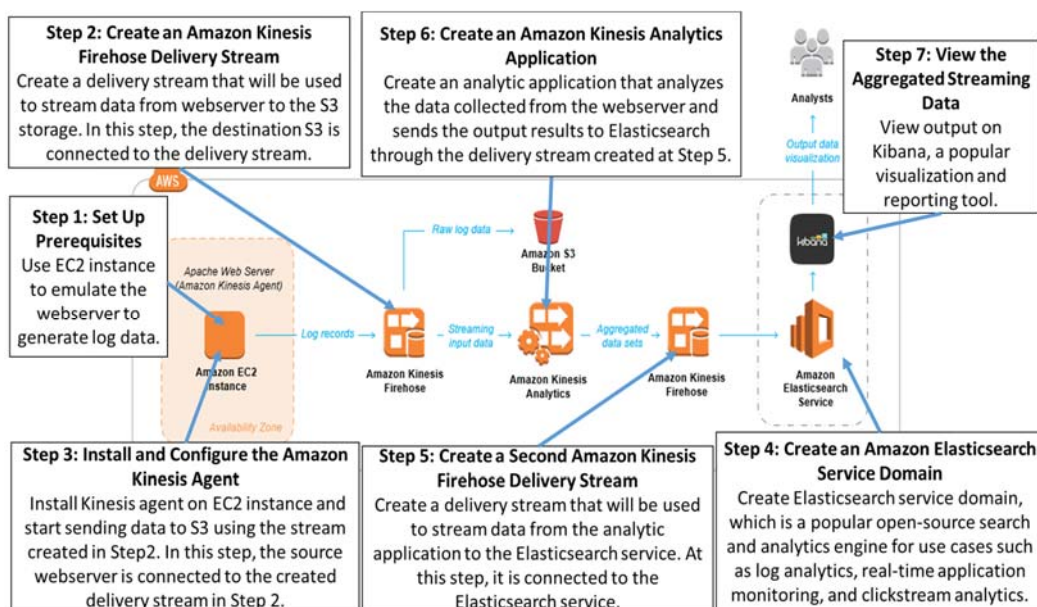 Step 2: Create an Amazon Kinesis
Firehose Delivery Stream
Create a delivery stream that will be used
to stream data from webserver to the S3
storage. In this step, the destination S3 is
connected to the delivery stream.
Step 6: Create an Amazon Kinesis Analytics
Application
Create an analytic application that analyzes
the data collected from the webserver and
sends the output results to Elasticsearch
through the delivery stream created at Step 5.
Analysts
Output data
visualization
Step 7: View the
Aggregated Streaming
Data
View output on
Kibana, a popular
visualization and
reporting tool.
AWS
Step 1: Set Up
Prerequisites
Use EC2 instance
to emulate the
webserver to
generate log data.
Apache Web Server
(Amazon Kinesis Agent)
Amazon EC2
Instance
Availability Zone
Log records
Raw log data
Amazon S3
Bucket
Amazon Kinesis
Firehose
Streaming
input data
Amazon Kinesis
Analytics
Aggregated
data sets
Amazon Kinesis
Firehose
kibana
Amazon
Elasticsearch
Service
Step 3: Install and Configure the Amazon
Kinesis Agent
Install Kinesis agent on EC2 instance and
start sending data to S3 using the stream
created in Step2. In this step, the source
webserver is connected to the created
delivery stream in Step 2.
Step 5: Create a Second Amazon Kinesis
Firehose Delivery Stream
Create a delivery stream that will be used
to stream data from the analytic
application to the Elasticsearch service. At
this step, it is connected to the
Elasticsearch service.
Step 4: Create an Amazon Elasticsearch
Service Domain
Create Elasticsearch service domain,
which is a popular open-source search
and analytics engine for use cases such
as log analytics, real-time application
monitoring, and clickstream analytics.